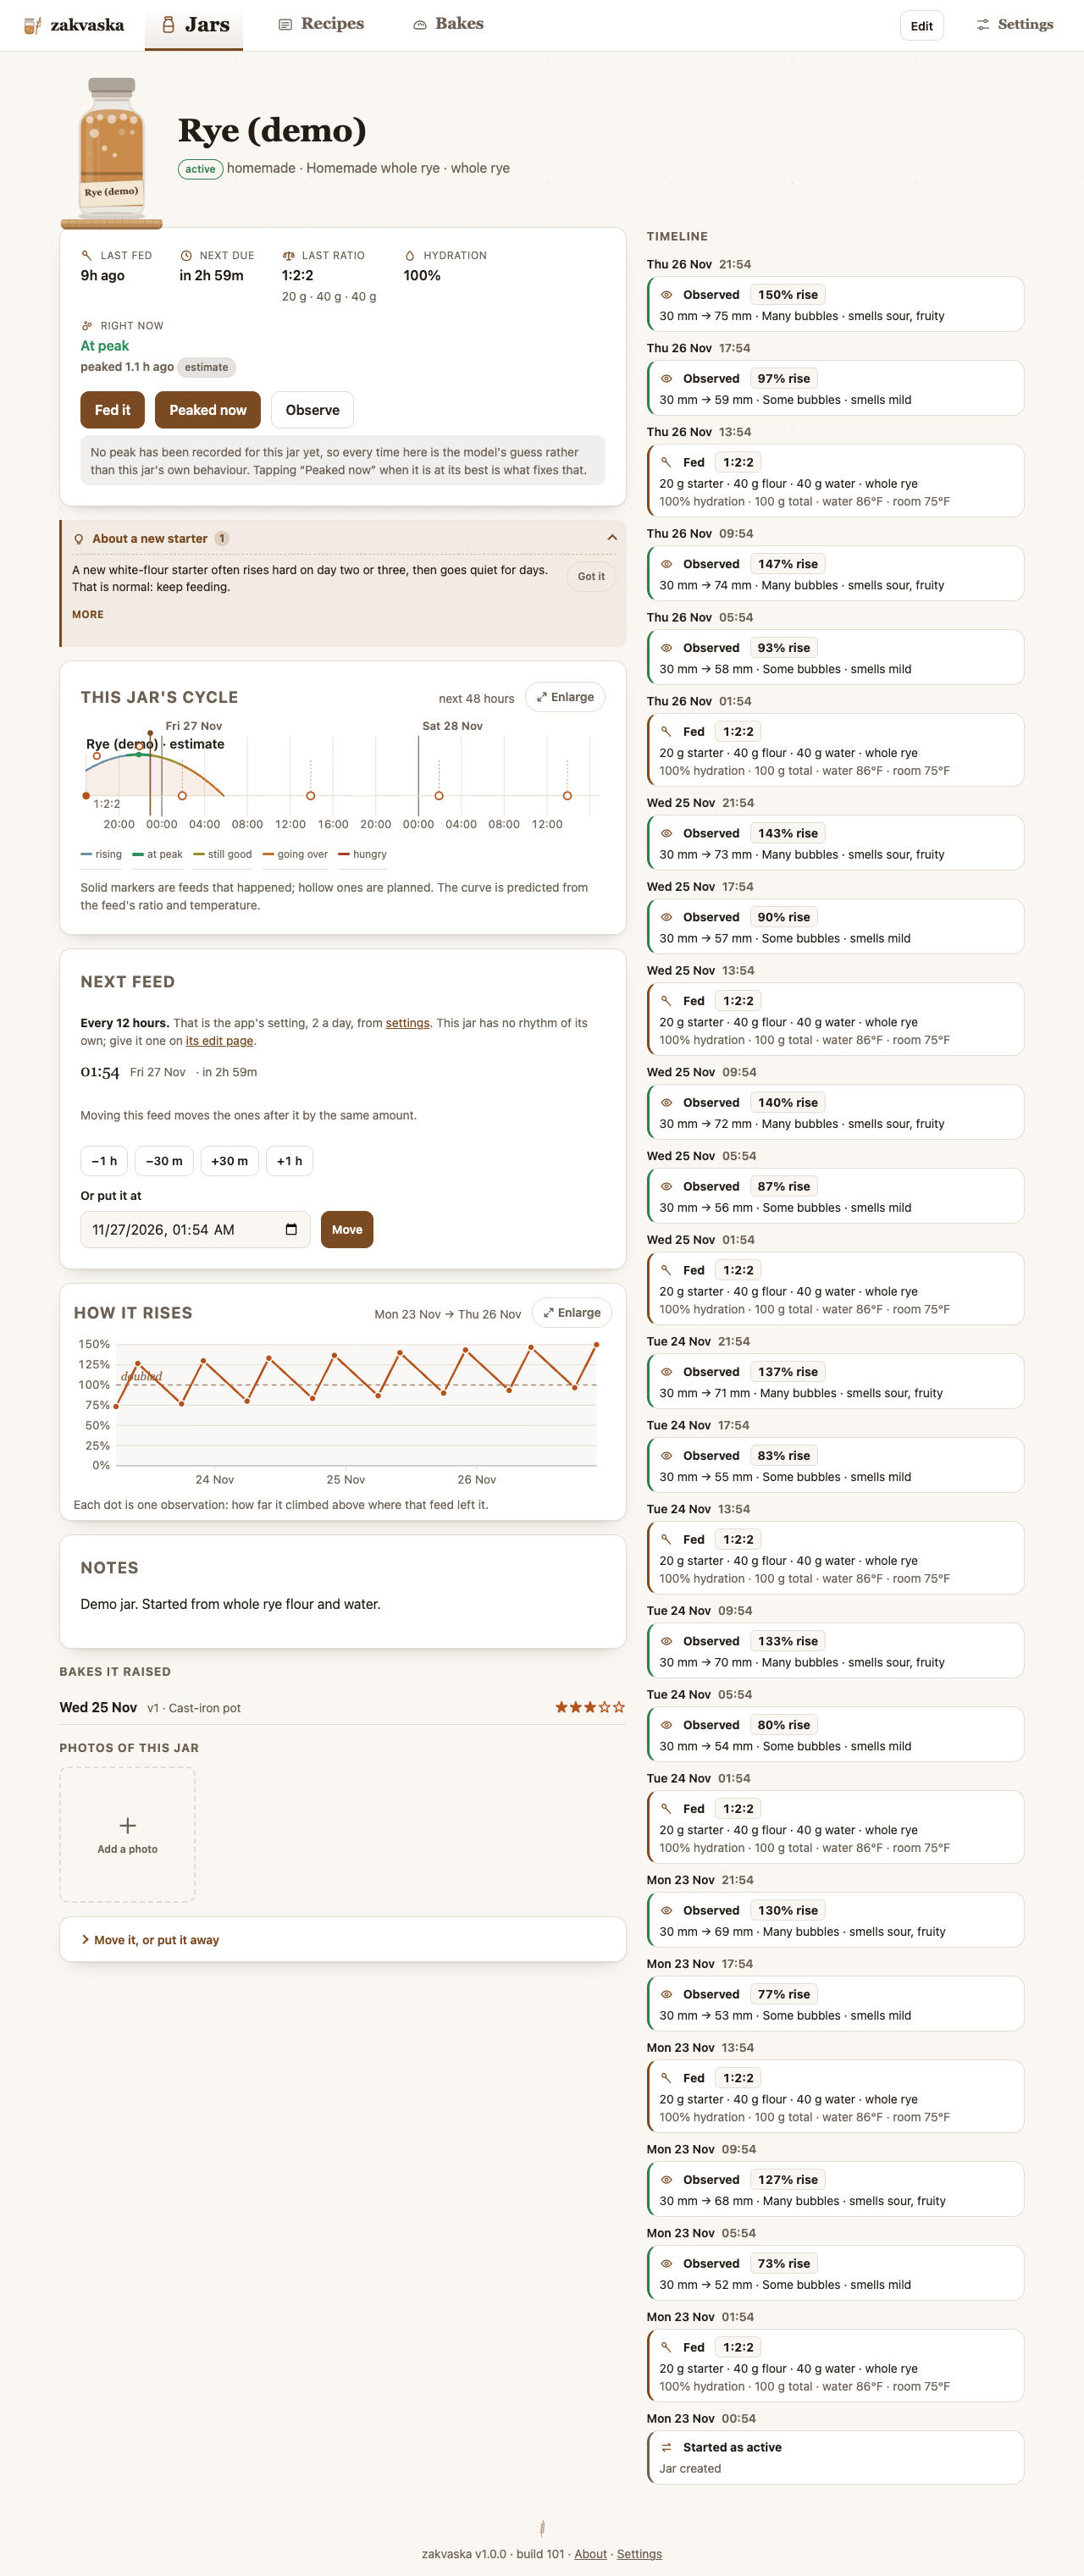 zakvaska
Jars
Recipes
Bakes
Edit
Settings
Rye (demo)
Rye (demo)
active homemade · Homemade whole rye · whole rye
LAST FED
9h ago
NEXT DUE
in 2h 59m
LAST RATIO
1:2:2
20 g · 40 g · 40 g
HYDRATION
100%
RIGHT NOW
At peak
peaked 1.1 h ago estimate
Fed it
Peaked now
Observe
No peak has been recorded for this jar yet, so every time here is the model's guess rather
than this jar's own behaviour. Tapping “Peaked now” when it is at its best is what fixes that.
About a new starter 1
A new white-flour starter often rises hard on day two or three, then goes quiet for days.
That is normal: keep feeding.
Got it
MORE
THIS JAR'S CYCLE
next 48 hours
Enlarge
Fri 27 Nov
Sat 28 Nov
Rye (demo) · estimate
1:2:2
20:00 00:00 04:00 08:00 12:00 16:00 20:00 00:00 04:00 08:00 12:00
rising at peak still good going over hungry
Solid markers are feeds that happened; hollow ones are planned. The curve is predicted from
the feed's ratio and temperature.
NEXT FEED
Every 12 hours. That is the app's setting, 2 a day, from settings. This jar has no rhythm of its
own; give it one on its edit page.
01:54 Fri 27 Nov · in 2h 59m
Moving this feed moves the ones after it by the same amount.
−1 h
−30 m
+30 m
+1 h
Or put it at
11/27/2026, 01:54 AM
Move
HOW IT RISES
Mon 23 Nov → Thu 26 Nov
Enlarge
150%
125%
doubled
100%
75%
50%
25%
0%
24 Nov 25 Nov 26 Nov
Each dot is one observation: how far it climbed above where that feed left it.
NOTES
Demo jar. Started from whole rye flour and water.
BAKES IT RAISED
Wed 25 Nov v1 · Cast-iron pot
PHOTOS OF THIS JAR
Add a photo
Move it, or put it away
TIMELINE
Thu 26 Nov 21:54
Observed 150% rise
30 mm → 75 mm · Many bubbles · smells sour, fruity
Thu 26 Nov 17:54
Observed 97% rise
30 mm → 59 mm · Some bubbles · smells mild
Thu 26 Nov 13:54
Fed 1:2:2
20 g starter · 40 g flour · 40 g water · whole rye
100% hydration · 100 g total · water 86°F · room 75°F
Thu 26 Nov 09:54
Observed 147% rise
30 mm → 74 mm · Many bubbles · smells sour, fruity
Thu 26 Nov 05:54
Observed 93% rise
30 mm → 58 mm · Some bubbles · smells mild
Thu 26 Nov 01:54
Fed 1:2:2
20 g starter · 40 g flour · 40 g water · whole rye
100% hydration · 100 g total · water 86°F · room 75°F
Wed 25 Nov 21:54
Observed 143% rise
30 mm → 73 mm · Many bubbles · smells sour, fruity
Wed 25 Nov 17:54
Observed 90% rise
30 mm → 57 mm · Some bubbles · smells mild
Wed 25 Nov 13:54
Fed 1:2:2
20 g starter · 40 g flour · 40 g water · whole rye
100% hydration · 100 g total · water 86°F · room 75°F
Wed 25 Nov 09:54
Observed 140% rise
30 mm → 72 mm · Many bubbles · smells sour, fruity
Wed 25 Nov 05:54
Observed 87% rise
30 mm → 56 mm · Some bubbles · smells mild
Wed 25 Nov 01:54
Fed 1:2:2
20 g starter · 40 g flour · 40 g water · whole rye
100% hydration · 100 g total · water 86°F · room 75°F
Tue 24 Nov 21:54
Observed 137% rise
30 mm → 71 mm · Many bubbles · smells sour, fruity
Tue 24 Nov 17:54
Observed 83% rise
30 mm → 55 mm · Some bubbles · smells mild
Tue 24 Nov 13:54
Fed 1:2:2
20 g starter · 40 g flour · 40 g water · whole rye
100% hydration · 100 g total · water 86°F · room 75°F
Tue 24 Nov 09:54
Observed 133% rise
30 mm → 70 mm · Many bubbles · smells sour, fruity
Tue 24 Nov 05:54
Observed 80% rise
30 mm → 54 mm · Some bubbles · smells mild
Tue 24 Nov 01:54
Fed 1:2:2
20 g starter · 40 g flour · 40 g water · whole rye
100% hydration · 100 g total · water 86°F · room 75°F
Mon 23 Nov 21:54
Observed 130% rise
30 mm → 69 mm · Many bubbles · smells sour, fruity
Mon 23 Nov 17:54
Observed 77% rise
30 mm → 53 mm · Some bubbles · smells mild
Mon 23 Nov 13:54
Fed 1:2:2
20 g starter · 40 g flour · 40 g water · whole rye
100% hydration · 100 g total · water 86°F · room 75°F
Mon 23 Nov 09:54
Observed 127% rise
30 mm → 68 mm · Many bubbles · smells sour, fruity
Mon 23 Nov 05:54
Observed 73% rise
30 mm → 52 mm · Some bubbles · smells mild
Mon 23 Nov 01:54
Fed 1:2:2
20 g starter · 40 g flour · 40 g water · whole rye
100% hydration · 100 g total · water 86°F · room 75°F
Mon 23 Nov 00:54
Started as active
Jar created
zakvaska v1.0.0 · build 101 · About · Settings